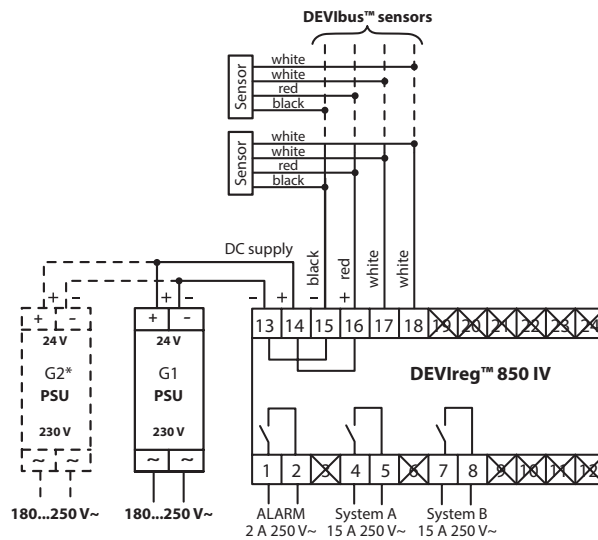 DEVIbus™ sensors
Sensor
white
white
red
black
Sensor
white
white
red
black
DC supply
black
red
white
white
+ − + − − + − +
+ − + − 13 14 15 16 17 18 19 20 21 22 23 24
24 V 24 V
G2* G1 DEVIreg™ 850 IV
PSU PSU
230 V 230 V
~ ~ ~ ~ 1 2 3 4 5 6 7 8 9 10 11 12
180...250 V~ 180...250 V~ ALARM System A System B
2 A 250 V~ 15 A 250 V~ 15 A 250 V~